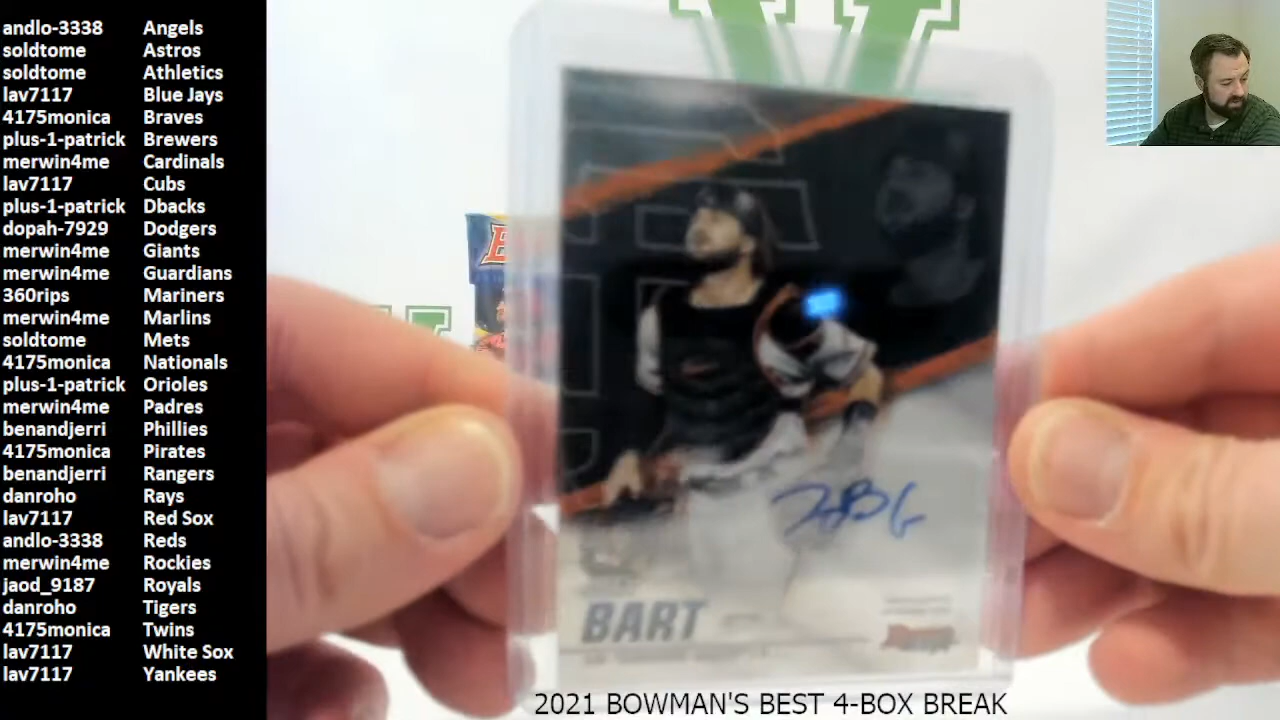 andlo-3338 Angels
soldtome Astros
soldtome Athletics
lav7117 Blue Jays
4175monica Braves
plus-1-patrick Brewers
merwin4me Cardinals
lav7117 Cubs
plus-1-patrick Dbacks
dopah-7929 Dodgers
merwin4me Giants
merwin4me Guardians
360rips Mariners
merwin4me Marlins
soldtome Mets
4175monica Nationals
plus-1-patrick Orioles
merwin4me Padres
benandjerri Phillies
4175monica Pirates
benandjerri Rangers
danroho Rays
lav7117 Red Sox
andlo-3338 Reds
merwin4me Rockies
jaod_9187 Royals
danroho Tigers
4175monica Twins
lav7117 White Sox
lav7117 Yankees
BART
2021 BOWMAN'S BEST 4-BOX BREAK